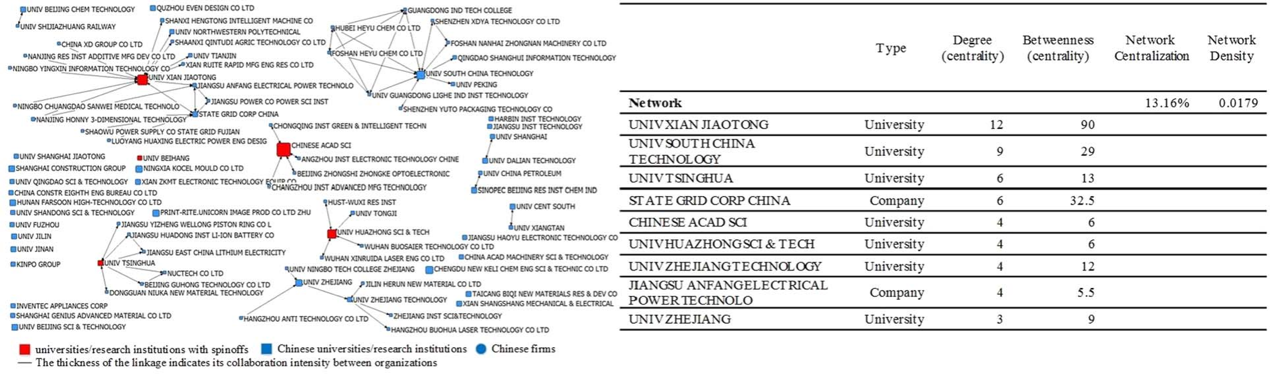 UNIV BEIJING CHEM TECHNOLOGY
QUZHOU EVEN DESIGN CO LTD
GUANGDONG IND TECH COLLEGE
SHANXI HENGTONG INTELLIGENT MACHINE CO
SHENZHEN XDYA TECHNOLOGY CO LTD
UNIV SHIJIAZHUANG RAILWAY
UNIV NORTHWESTERN POLYTECHNICAL
HUBEI HEYU CHEM CO LTD
CHINA XD GROUP CO LTD
SHAANXI QINTUDI AGRIC TECHNOLOGY CO LTD
FOSHAN NANHAI ZHONGNAN MACHINERY CO LTD
NANJING RES INST ADDITIVE MFG DEV CO LTD
UNIV TIANJIN
FOSHAN HEYU CHEM CO LTD
QINGDAO SHANGHUI INFORMATION TECHNOLOGY
NINGBO YINGXIN INFORMATION TECHNOLOGY CO
XIAN RUITE RAPID MFG ENG RES CO LTD
UNIV XIAN JIAOTONG
UNIV SOUTH CHINA TECHNOLOGY
JIANGSU ANFANG ELECTRICAL POWER TECHNOLO
UNIV PEKING
UNIV GUANGDONG LIGHE IND INST TECHNOLOGY
NINGBO CHUANGDAO SANWEI MEDICAL TECHNOLO
JIANGSU POWER CO POWER SCI INST
SHENZHEN YUTO PACKAGING TECHNOLOGY CO
NANJING HONNY 3-DIMENSIONAL TECHNOLOGY
STATE GRID CORP CHINA
HARBIN INST TECHNOLOGY
JIANGSU INST TECHNOLOGY
SHAOWU POWER SUPPLY CO STATE GRID FUJIAN
CHONGQING INST GREEN & INTELLIGENT TECHN
UNIV SHANGHAI
LUOYANG HUAXING ELECTRIC POWER ENG DESIG
CHINESE ACAD SCI
UNIV SHANGHAI JIAOTONG
UNIV BEIHANG
ANGZHOU INST ELECTRONIC TECHNOLOGY CHINE
UNIV DALIAN TECHNOLOGY
SHANGHAI CONSTRUCTION GROUP
NINGXIA KOCEL MOULD CO LTD
BEIJING ZHONGSHI ZHONGKE OPTOELECTRONIC
UNIV CHINA PETROLEUM
UNIV QINGDAO SCI & TECHNOLOGY
XIAN ZKMT ELECTRONIC TECHNOLOGY EQUIP CO
CHANGZHOU INST ADVANCED MFG TECHNOLOGY
SINOPEC BEIJING RES INST CHEM IND
CHINA CONSTR EIGHTH ENG BUREAU CO LTD
HUNAN FARSOON HIGH-TECHNOLOGY CO LTD
HUST-WUXI RES INST
UNIV CENT SOUTH
UNIV SHANDONG SCI & TECHNOLOGY
PRINT-RITE.UNICORN IMAGE PROD CO LTD ZHU
UNIV TONGJI
UNIV FUZHOU
JIANGSU YIZHENG WELLONG PISTON RING CO L
UNIV XIANGTAN
UNIV JILIN
JIANGSU HUADONG INST LI-ION BATTERY CO
UNIV HUAZHONG SCI & TECH
JIANGSU HAOYU ELECTRONIC TECHNOLOGY CO
UNIV JINAN
JIANGSU EAST CHINA LITHIUM ELECTRICITY
WUHAN BUOSAIER TECHNOLOGY CO LTD
WUHAN XINRUIDA LASER ENG CO LTD
CHINA ACAD MACHINERY SCI & TECHNOLOGY
KINPO GROUP
UNIV TSINGHUA
UNIV NINGBO TECH COLLEGE ZHEJIANG
CHENGDU NEW KELI CHEM ENG SCI & TECHNIC CO LTD
NUCTECH CO LTD
BEIJING GUHONG TECHNOLOGY CO LTD
UNIV ZHEJIANG
JILIN HERUN NEW MATERIAL CO LTD
DONGGUAN NIUKA NEW MATERIAL TECHNOLOGY
UNIV ZHEJIANG TECHNOLOGY
TAICANG BIQI NEW MATERIALS RES & DEV CO
INVENTEC APPLIANCES CORP
XIAN SHANGSHANG MECHANICAL & ELECTRICAL
SHANGHAI GENIUS ADVANCED MATERIAL CO LTD
HANGZHOU ANTI TECHNOLOGY CO LTD
ZHEJIANG INST SCI&TECHNOLOGY
UNIV BEIJING SCI & TECHNOLOGY
HANGZHOU BUOHUA LASER TECHNOLOGY CO LTD
universities/research institutions with spinoffs
Chinese universities/research institutions
Chinese firms
The thickness of the linkage indicates its collaboration intensity between organizations
Type Degree (centrality) Betweenness (centrality) Network Centralization Network Density
Network 13.16% 0.0179
UNIV XIAN JIAOTONG University 12 90
UNIV SOUTH CHINA TECHNOLOGY University 9 29
UNIV TSINGHUA University 6 13
STATE GRID CORP CHINA Company 6 32.5
CHINESE ACAD SCI University 4 6
UNIV HUAZHONG SCI & TECH University 4 6
UNIV ZHEJIANG TECHNOLOGY University 4 12
JIANGSU ANFANG ELECTRICAL POWER TECHNOLO Company 4 5.5
UNIV ZHEJIANG University 3 9